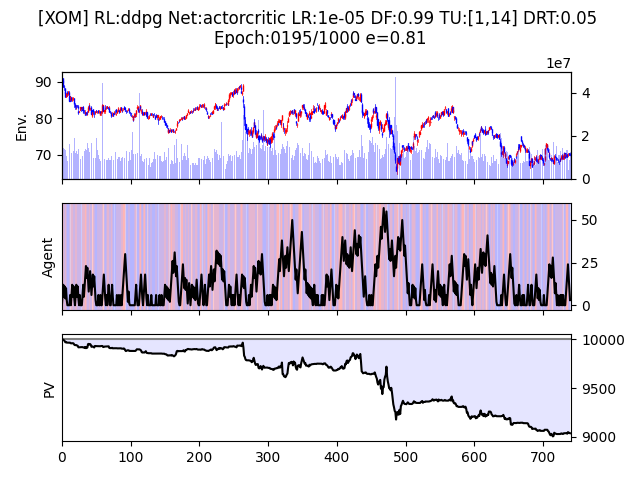 [XOM] RL:ddpg Net:actorcritic LR:1e-05 DF:0.99 TU:[1,14] DRT:0.05
Epoch:0195/1000 e=0.81
1e7
90
80
70
Env.
4
2
0
Agent
50
25
0
PV
10000
9500
9000
0 100 200 300 400 500 600 700